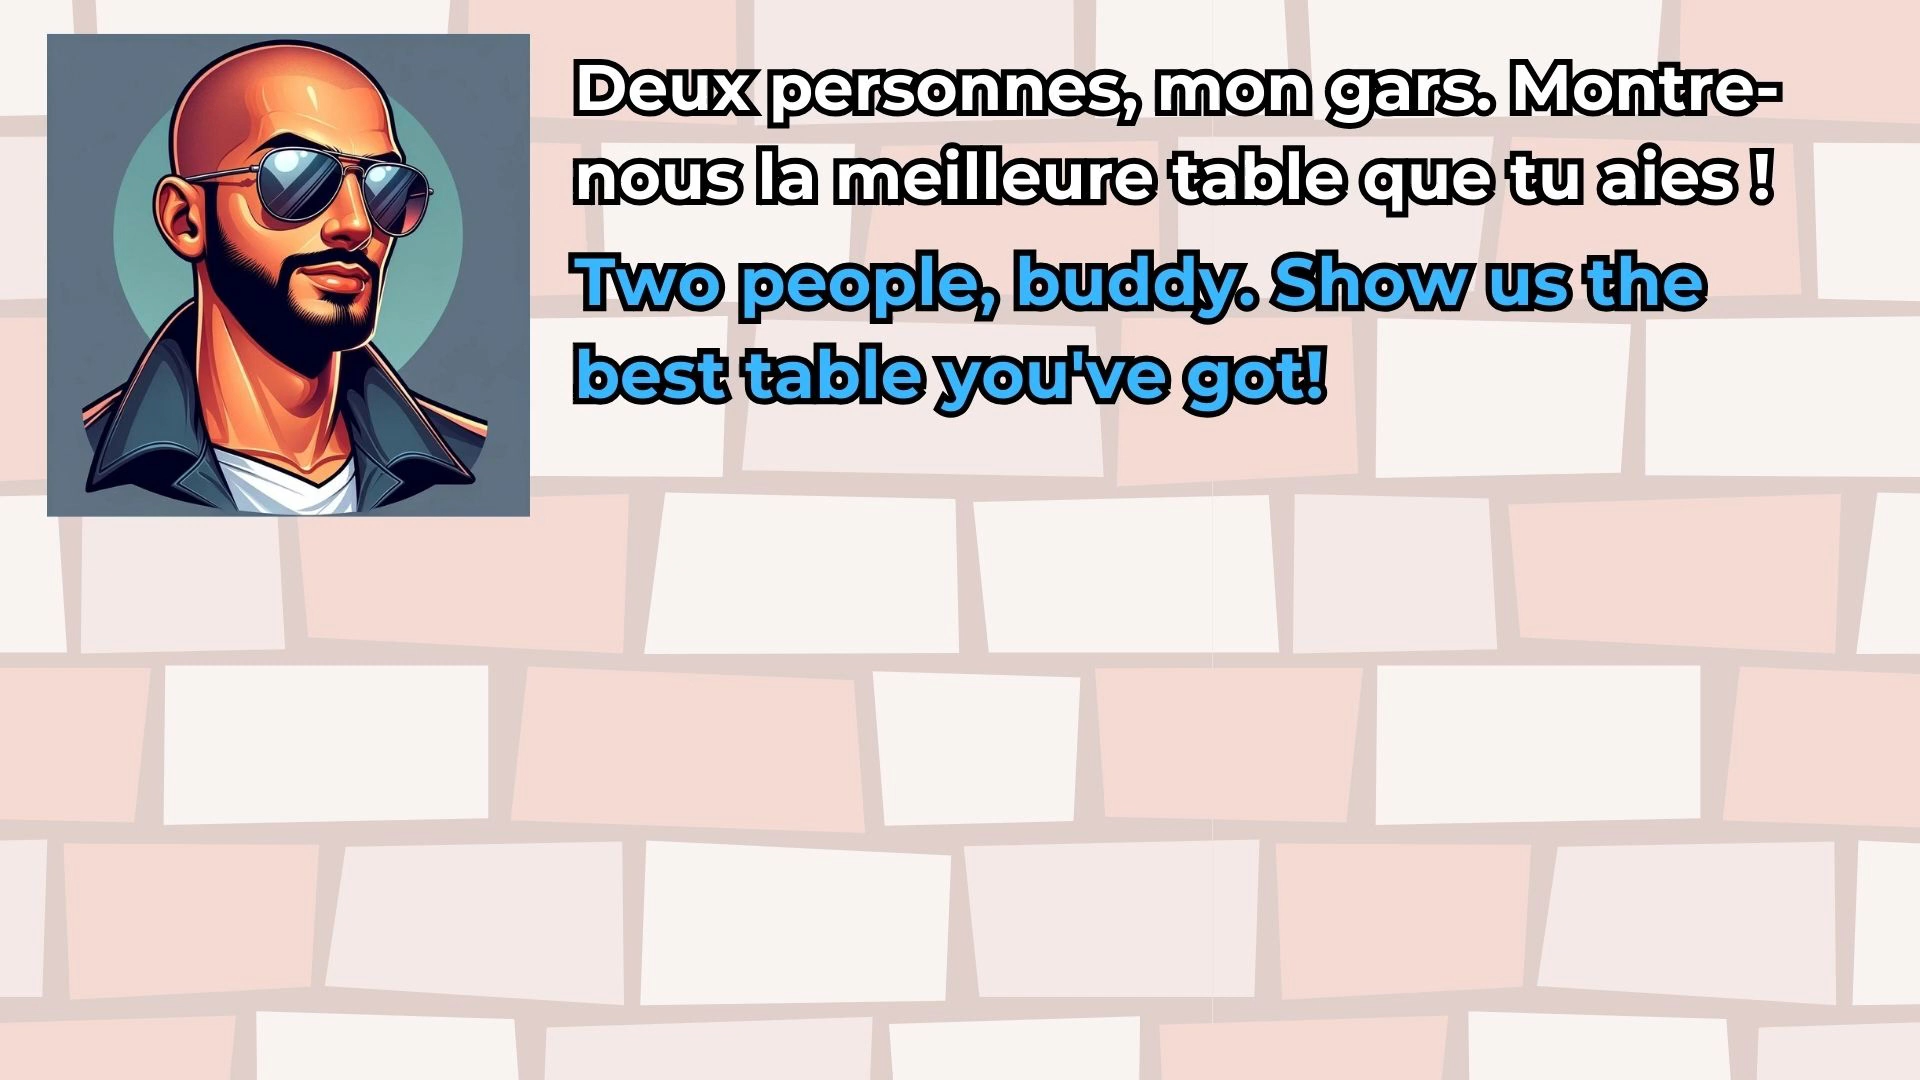 Deux personnes, mon gars. Montre-
nous la meilleure table que tu aies !
Two people, buddy. Show us the
best table you've got!